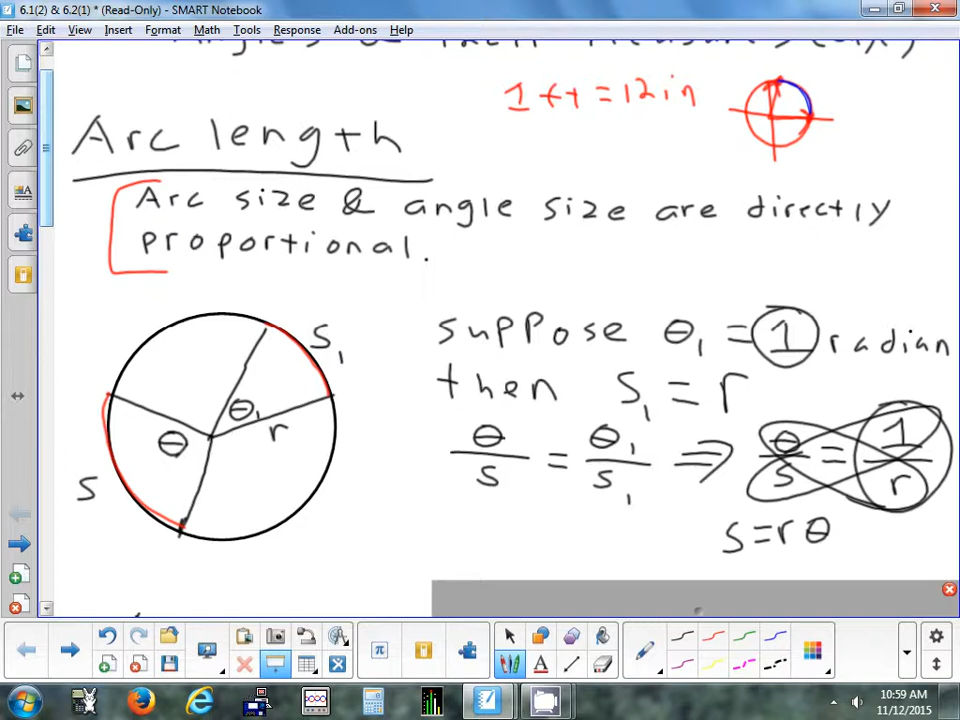 6.1(2) & 6.2(1) * (Read-Only) - SMART Notebook
File Edit View Insert Format Math Tools Response Add-ons Help
1 ft = 12 in
Arc length
Arc size & angle size are directly
proportional.
S₁
θ₁
r
θ
S
suppose θ₁ = 1 radian
then S₁ = r
θ/S = θ₁/S₁ ⇒ θ/S = 1/r
S = r θ
10:59 AM
11/12/2015